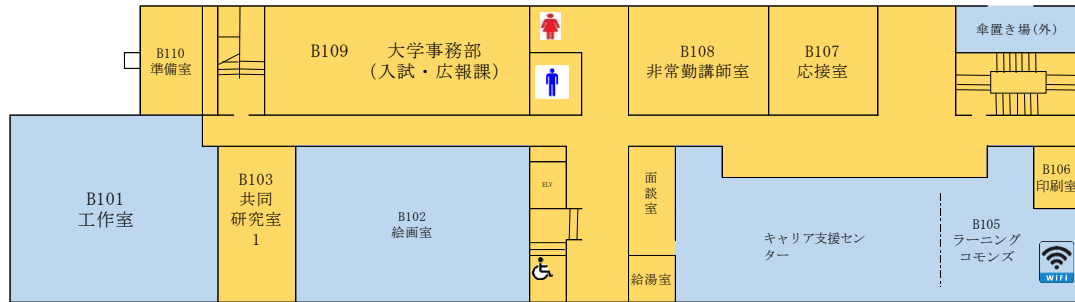 B110
準備室
B109 大学事務部
(入試・広報課)
B108
非常勤講師室
B107
応接室
傘置き場(外)
B101
工作室
B103
共同
研究室
1
B102
絵画室
ELV
面
談
室
給湯室
キャリア支援セン
ター
B105
ラーニング
コモンズ
B106
印刷室
WiFi